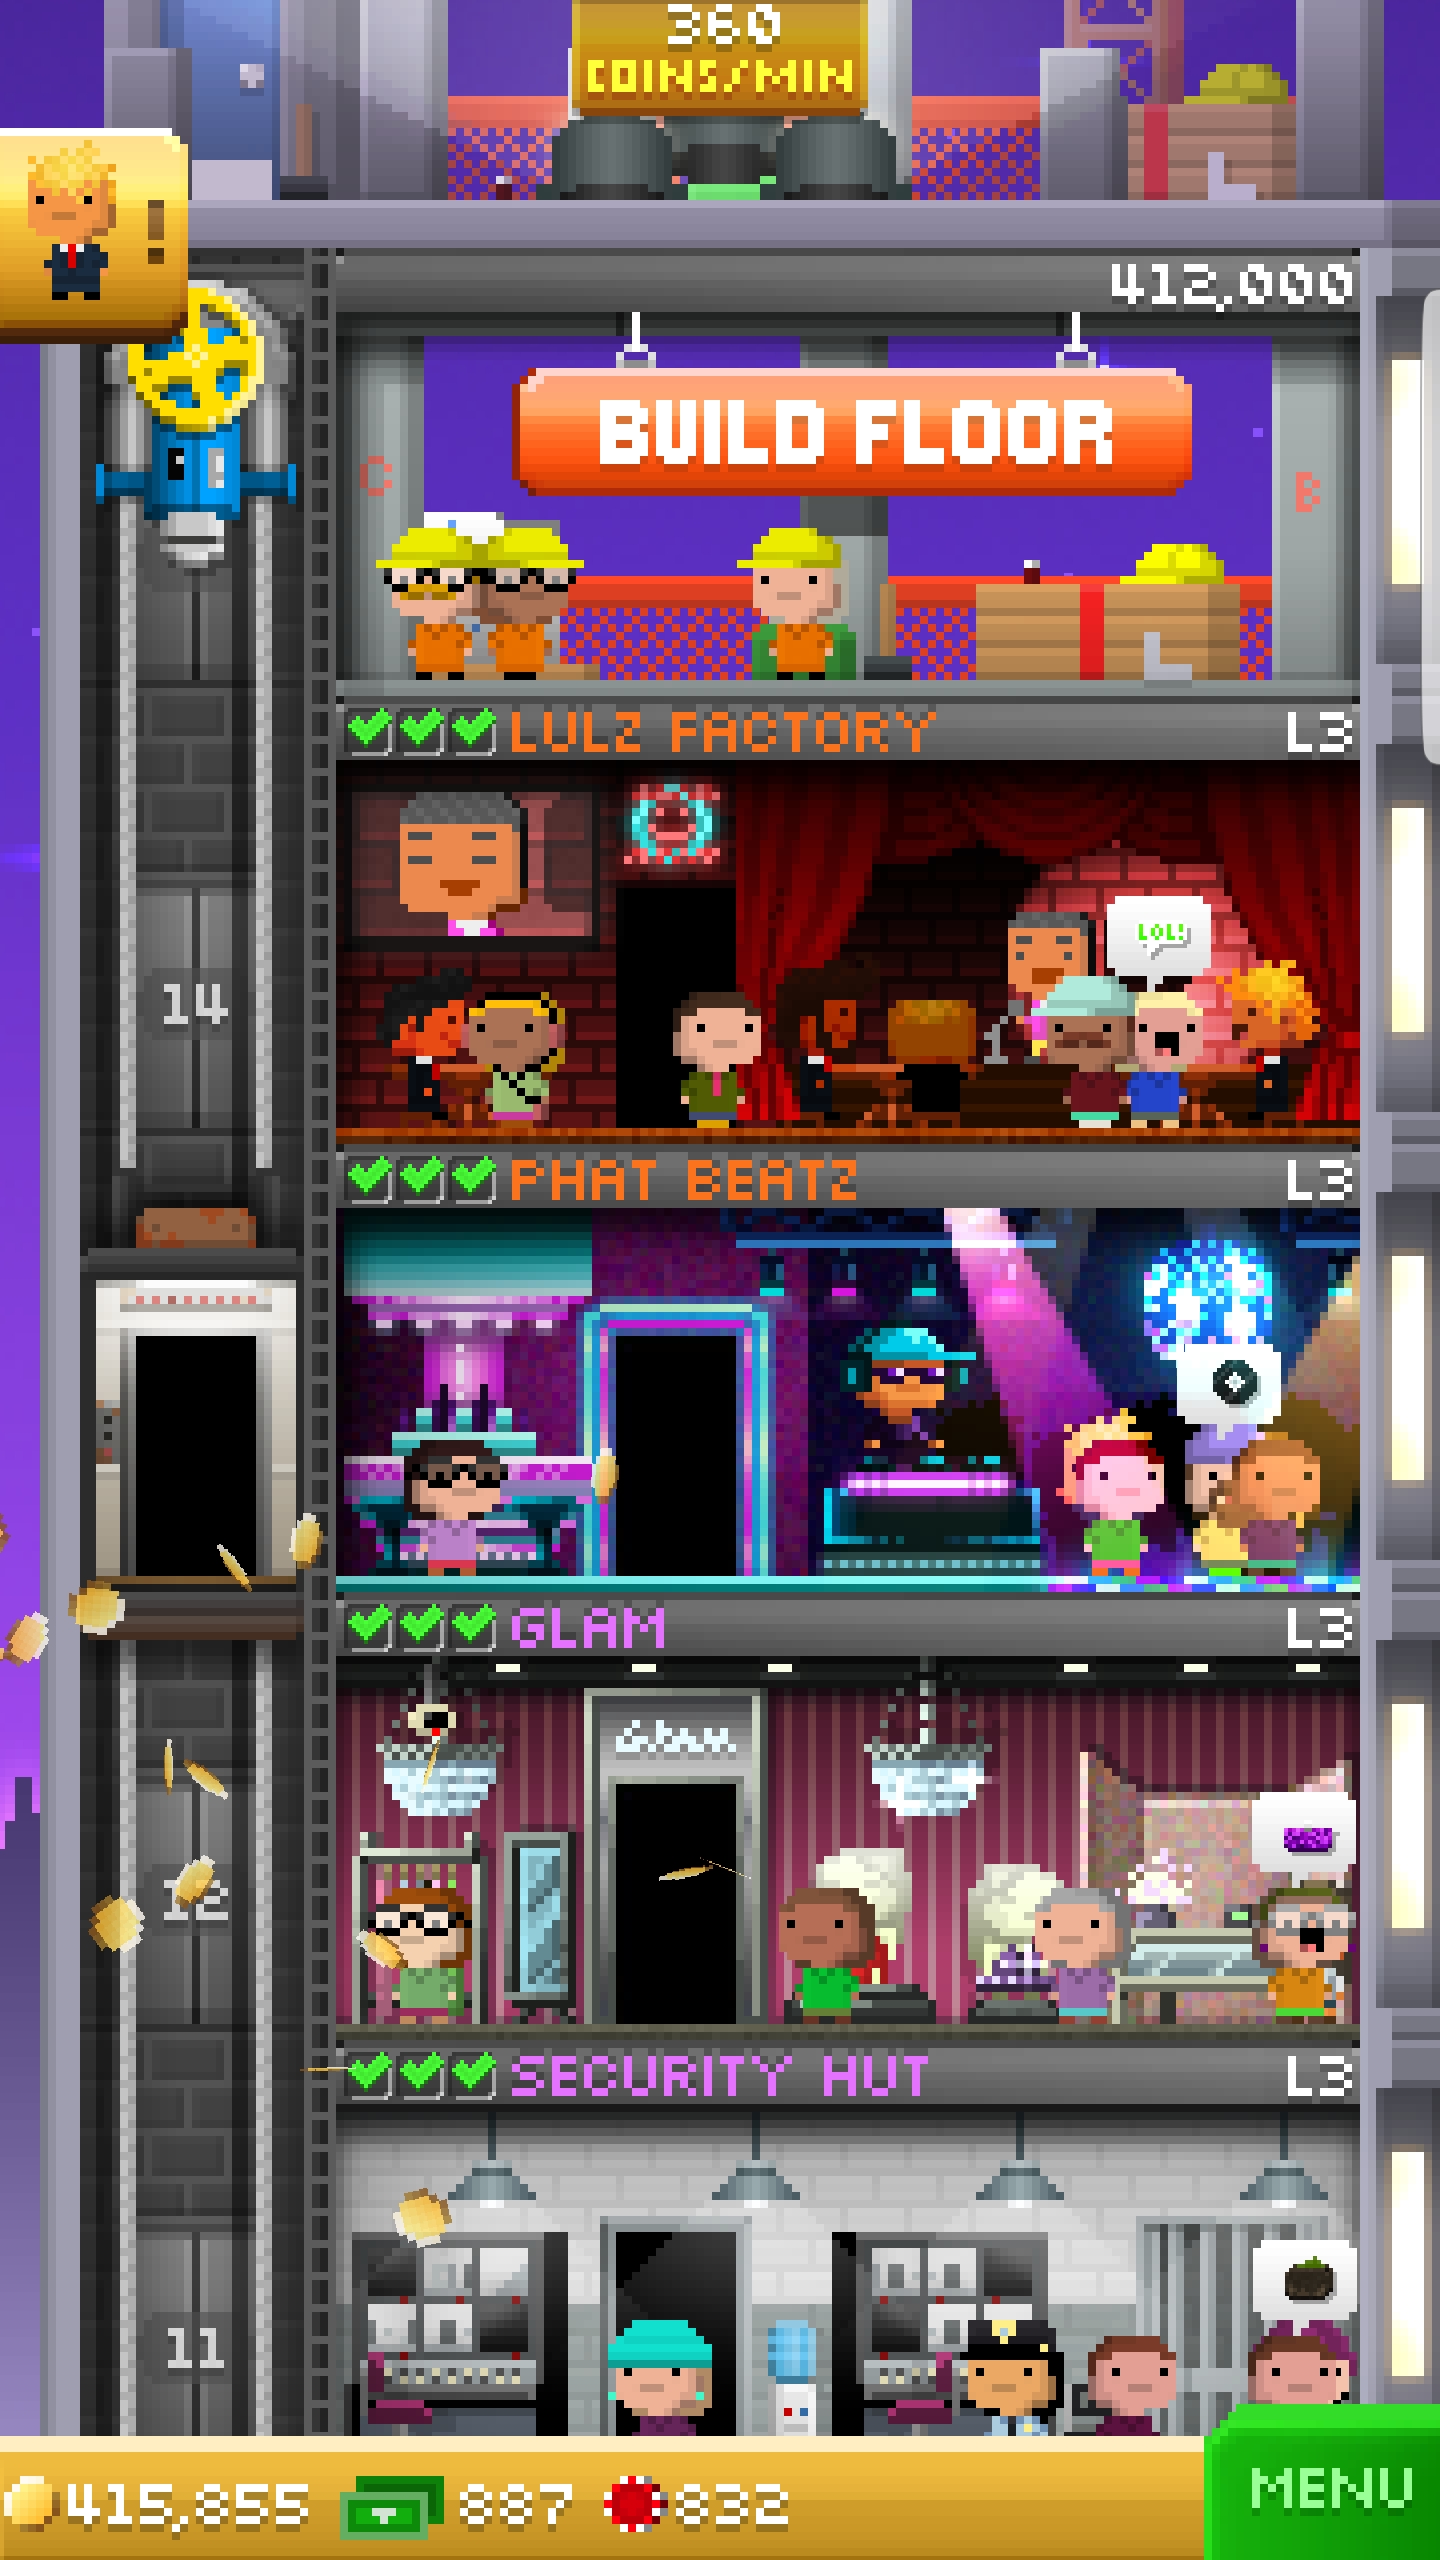 360
COINS/MIN
!
412,000
BUILD FLOOR
C
B
LULZ FACTORY
L3
LOL!
14
PHAT BEATZ
L3
GLAM
L3
Glam
12
SECURITY HUT
L3
11
415,855
887
832
MENU